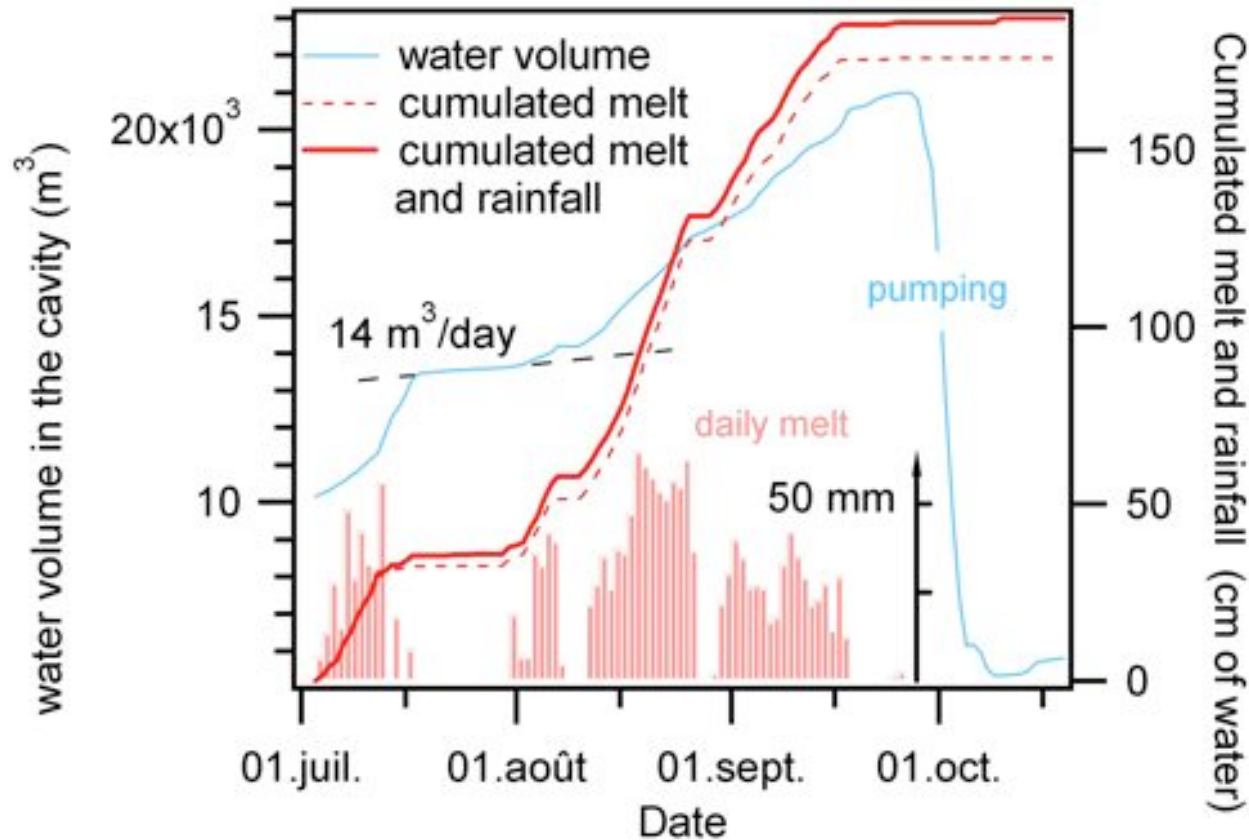 water volume
cumulated melt
cumulated melt
and rainfall
20x10³
15
10
14 m³/day
pumping
daily melt
50 mm
150
100
50
0
water volume in the cavity (m³)
Cumulated melt and rainfall (cm of water)
01.juil.
01.août
01.sept.
01.oct.
Date